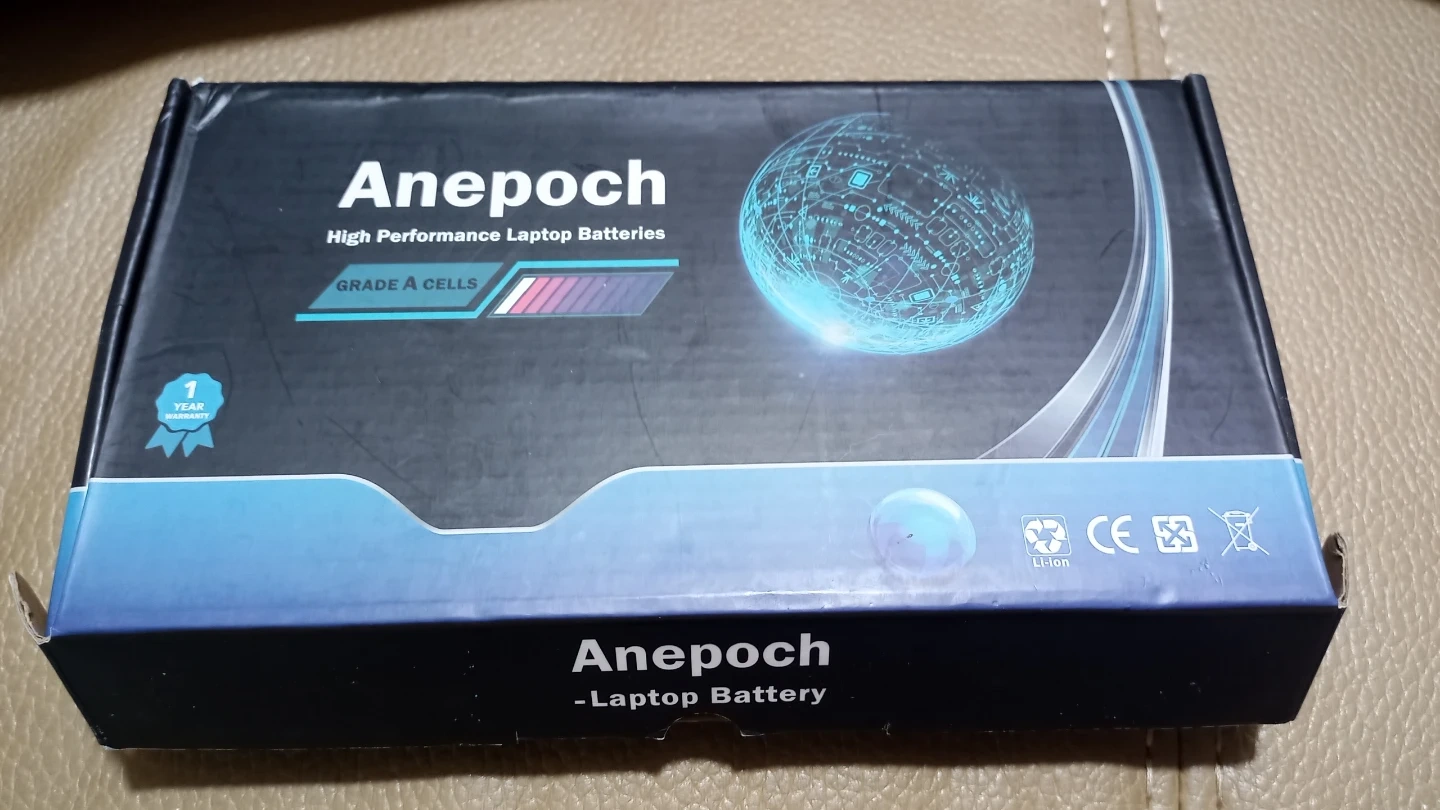 Anepoch
High Performance Laptop Batteries
GRADE A CELLS
1
YEAR
WARRANTY
Li-ion
CE
Anepoch
-Laptop Battery